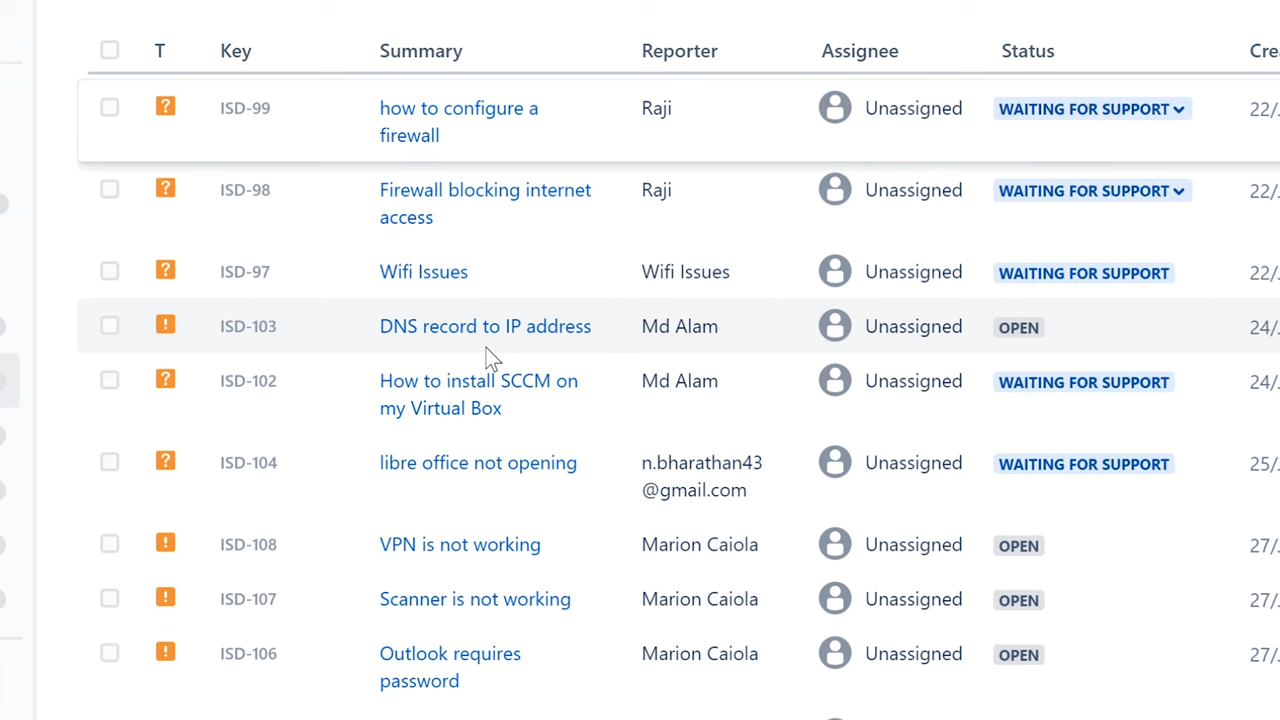 T Key Summary Reporter Assignee Status Cre
? ISD-99 how to configure a Raji Unassigned WAITING FOR SUPPORT 22/
firewall
? ISD-98 Firewall blocking internet Raji Unassigned WAITING FOR SUPPORT 22/
access
? ISD-97 Wifi Issues Wifi Issues Unassigned WAITING FOR SUPPORT 22/
! ISD-103 DNS record to IP address Md Alam Unassigned OPEN 24/
? ISD-102 How to install SCCM on Md Alam Unassigned WAITING FOR SUPPORT 24/
my Virtual Box
? ISD-104 libre office not opening n.bharathan43 Unassigned WAITING FOR SUPPORT 25/
@gmail.com
! ISD-108 VPN is not working Marion Caiola Unassigned OPEN 27/
! ISD-107 Scanner is not working Marion Caiola Unassigned OPEN 27/
! ISD-106 Outlook requires Marion Caiola Unassigned OPEN 27/
password